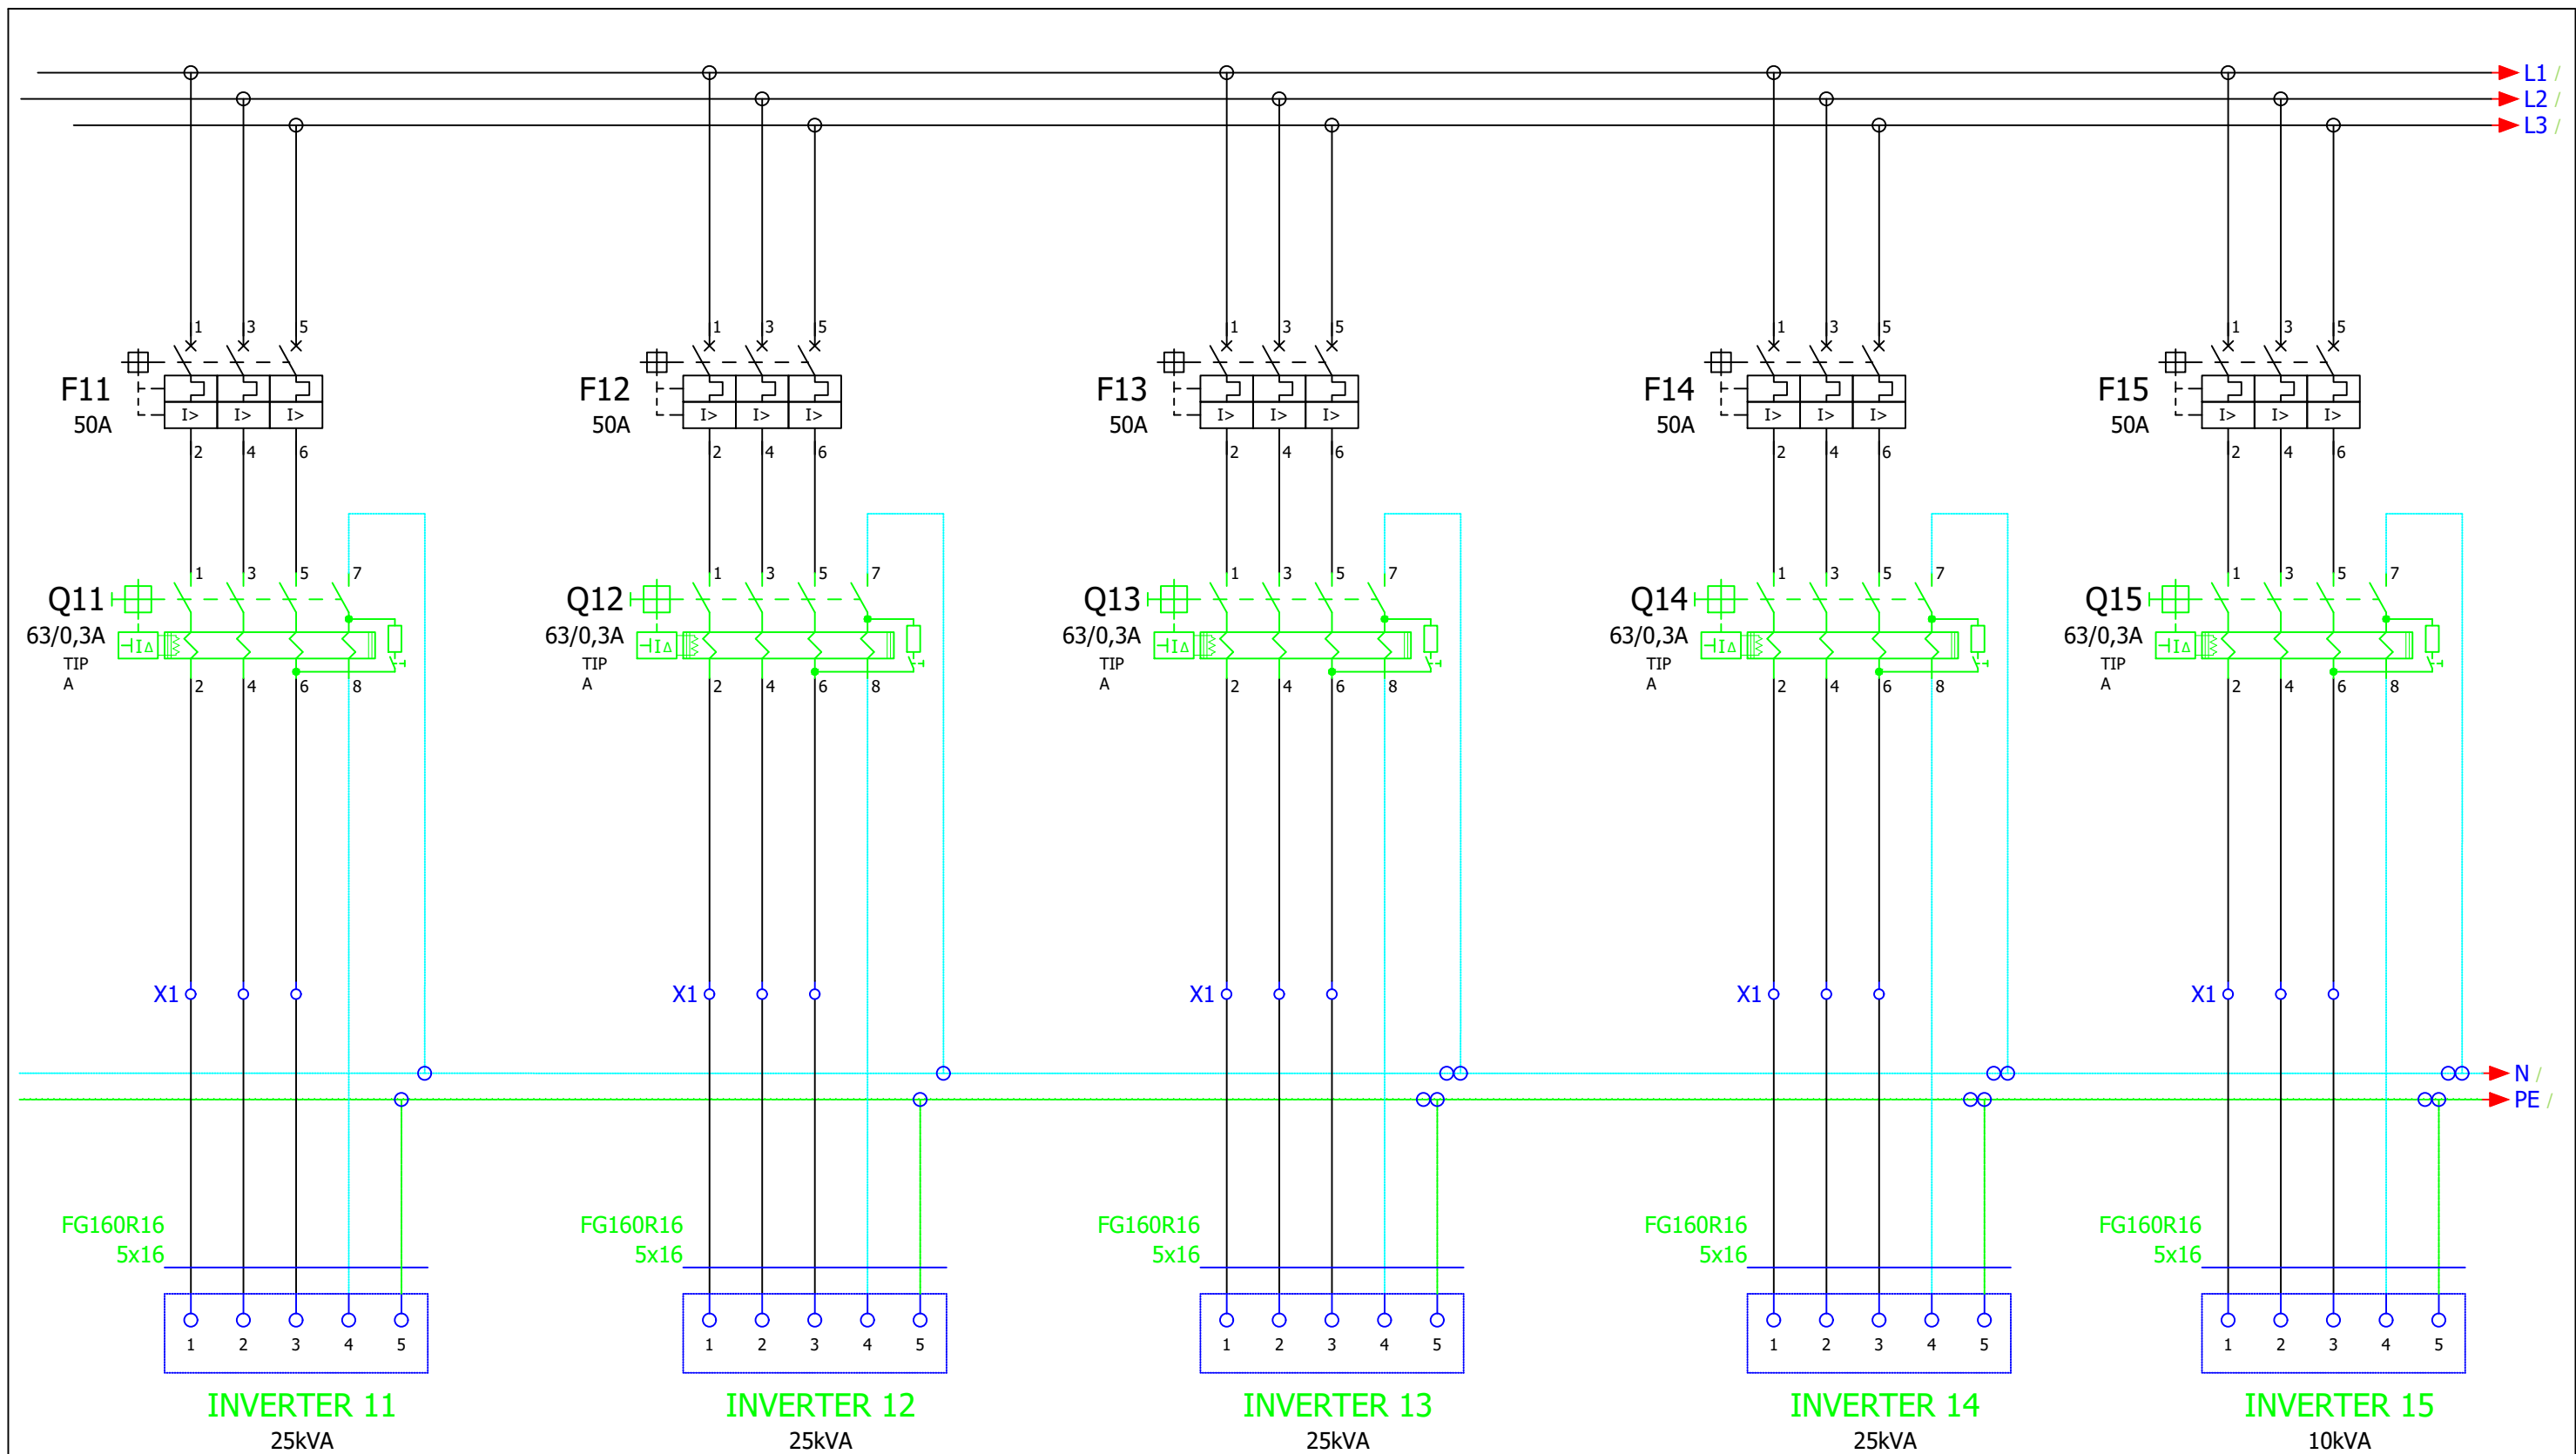 L1 /
L2 /
L3 /
1 3 5 1 3 5 1 3 5 1 3 5 1 3 5
F11 F12 F13 F14 F15
50A 50A 50A 50A 50A
I> I> I> I> I> I> I> I> I> I> I> I> I> I> I>
2 4 6 2 4 6 2 4 6 2 4 6 2 4 6
1 3 5 7 1 3 5 7 1 3 5 7 1 3 5 7 1 3 5 7
Q11 Q12 Q13 Q14 Q15
63/0,3A 63/0,3A 63/0,3A 63/0,3A 63/0,3A
I∆ I∆ I∆ I∆ I∆
TIP TIP TIP TIP TIP
A A A A A
2 4 6 8 2 4 6 8 2 4 6 8 2 4 6 8 2 4 6 8
X1 X1 X1 X1 X1
N /
PE /
FG160R16 FG160R16 FG160R16 FG160R16 FG160R16
5x16 5x16 5x16 5x16 5x16
1 2 3 4 5 1 2 3 4 5 1 2 3 4 5 1 2 3 4 5 1 2 3 4 5
INVERTER 11 INVERTER 12 INVERTER 13 INVERTER 14 INVERTER 15
25kVA 25kVA 25kVA 25kVA 10kVA